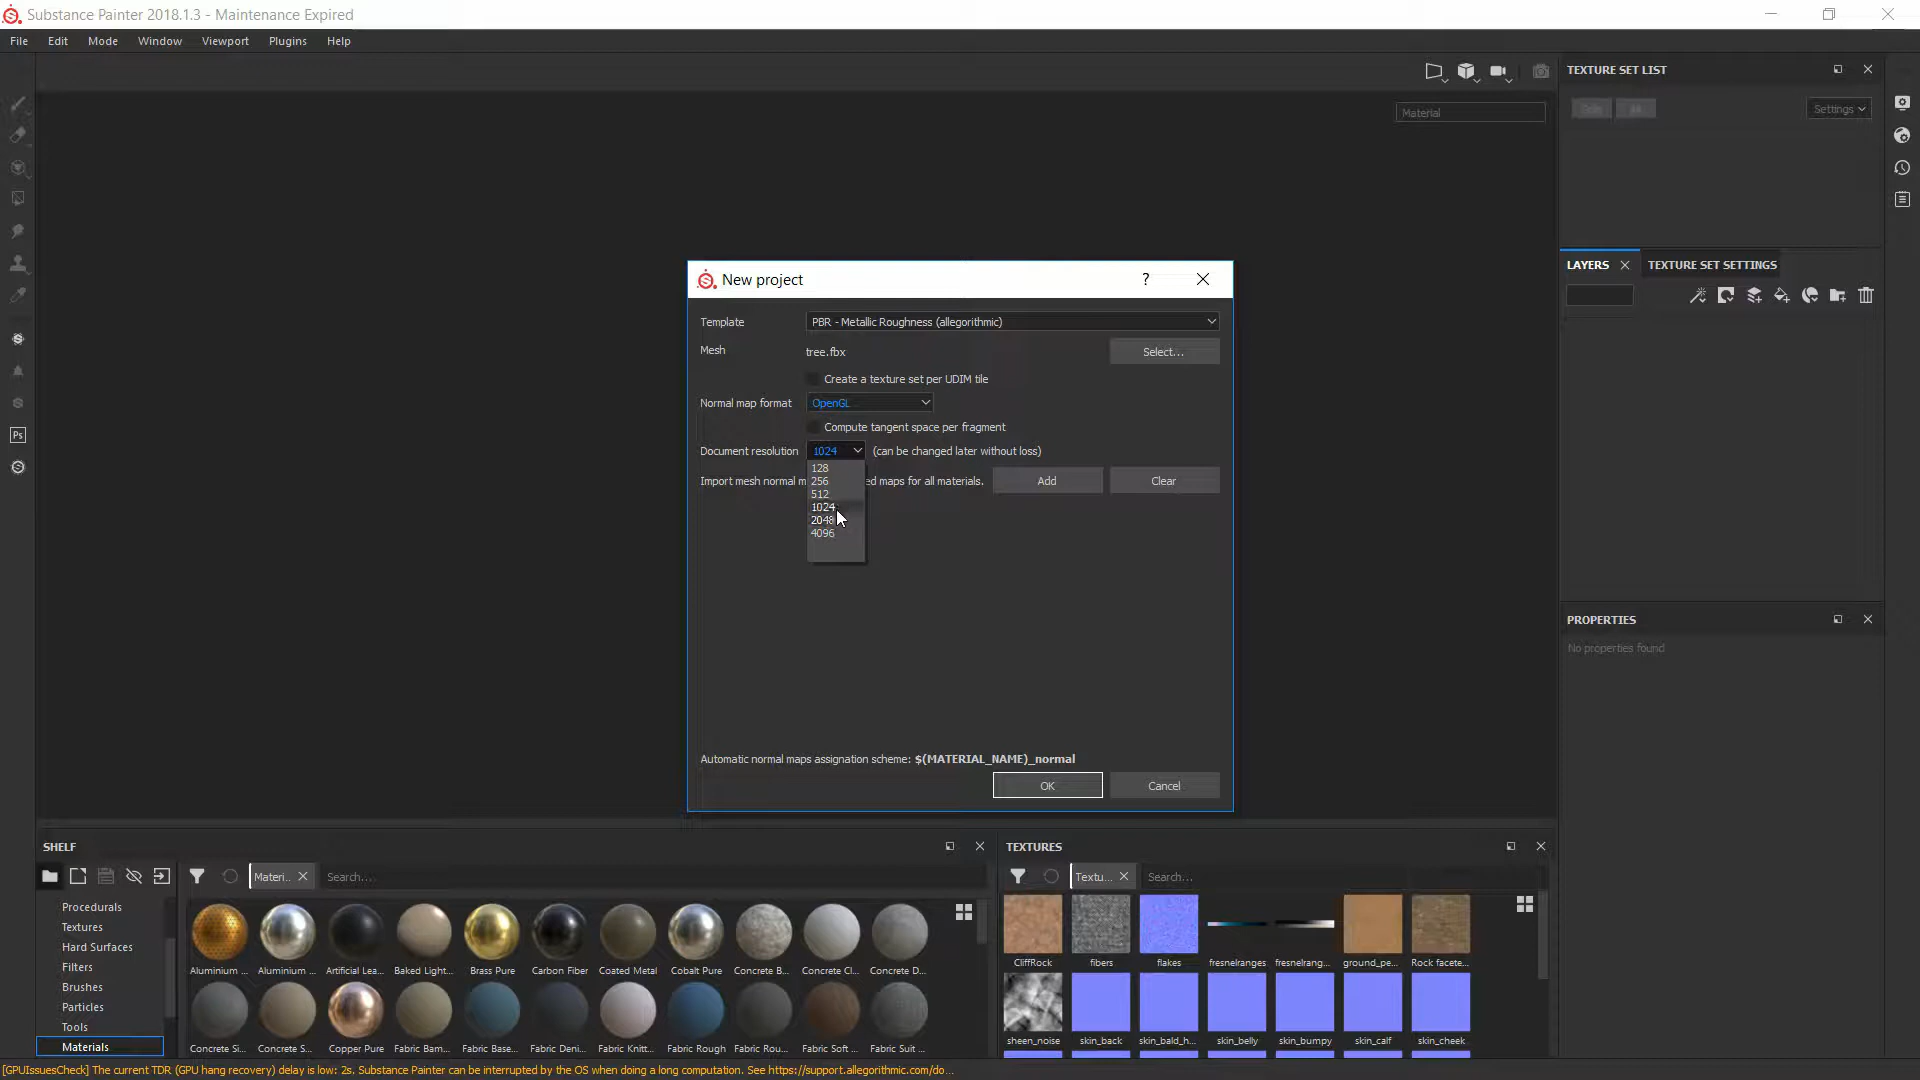 Substance Painter 2018.1.3 - Maintenance Expired
File Edit Mode Window Viewport Plugins Help
Material
TEXTURE SET LIST
Settings
LAYERS TEXTURE SET SETTINGS
PROPERTIES
No properties found
New project ?
Template PBR - Metallic Roughness (allegorithmic)
Mesh tree.fbx Select...
Create a texture set per UDIM tile
Normal map format OpenGL
Compute tangent space per fragment
Document resolution 1024 (can be changed later without loss)
128
Import mesh normal m d maps for all materials. Add Clear
256
512
1024
2048
4096
Automatic normal maps assignation scheme: $(MATERIAL_NAME)_normal
OK Cancel
Ps
SHELF
Materi... Search...
Procedurals
Textures
Hard Surfaces
Filters
Brushes
Particles
Tools
Materials
Aluminium ... Aluminium ... Artificial Lea... Baked Light... Brass Pure Carbon Fiber Coated Metal Cobalt Pure Concrete B... Concrete Cl... Concrete D...
Concrete Si... Concrete S... Copper Pure Fabric Bam... Fabric Base... Fabric Deni... Fabric Knitt... Fabric Rough Fabric Rou... Fabric Soft ... Fabric Suit ...
TEXTURES
Textu... Search...
CliffRock fibers flakes fresnelranges fresnelrang... ground_pe... Rock facete...
sheen_noise skin_back skin_bald_h... skin_belly skin_bumpy skin_calf skin_cheek
[GPUIssuesCheck] The current TDR (GPU hang recovery) delay is low: 2s, Substance Painter can be interrupted by the OS when doing a long computation. See https://support.allegorithmic.com/do...